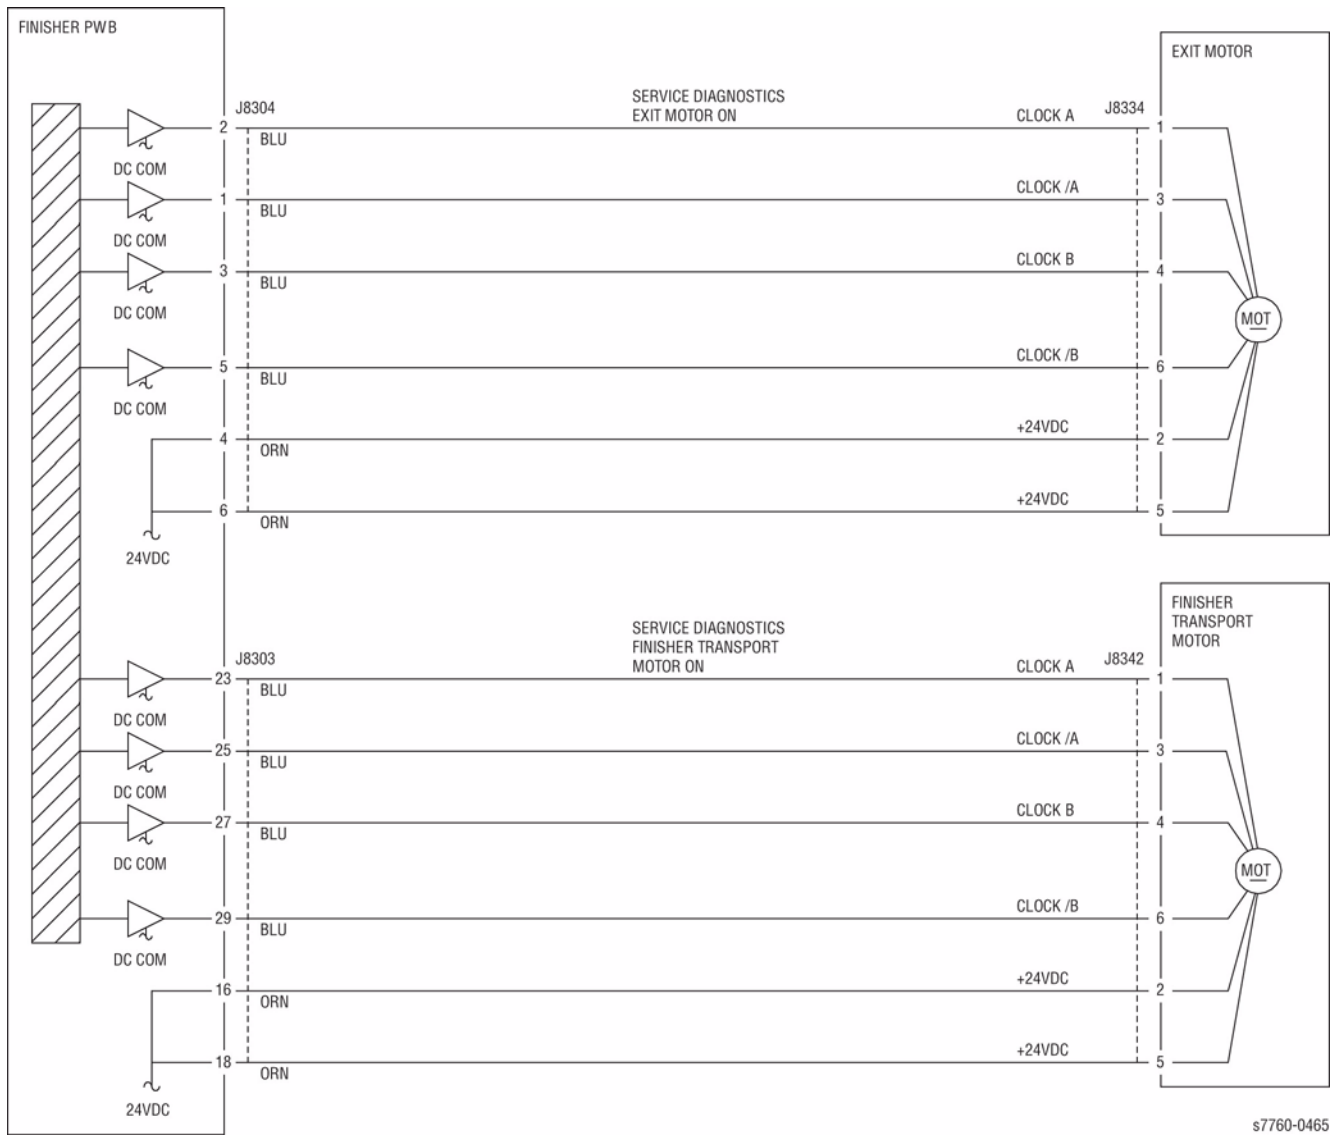 FINISHER PWB
EXIT MOTOR
J8304
SERVICE DIAGNOSTICS
EXIT MOTOR ON
CLOCK A
J8334
2
BLU
1
DC COM
CLOCK /A
1
BLU
3
DC COM
CLOCK B
3
BLU
4
DC COM
MOT
CLOCK /B
5
BLU
6
DC COM
+24VDC
4
ORN
2
+24VDC
6
ORN
5
24VDC
FINISHER
TRANSPORT
MOTOR
SERVICE DIAGNOSTICS
FINISHER TRANSPORT
MOTOR ON
J8303
CLOCK A
J8342
23
BLU
1
DC COM
CLOCK /A
25
BLU
3
DC COM
CLOCK B
27
BLU
4
DC COM
MOT
CLOCK /B
29
BLU
6
DC COM
+24VDC
16
ORN
2
+24VDC
18
ORN
5
24VDC
s7760-0465